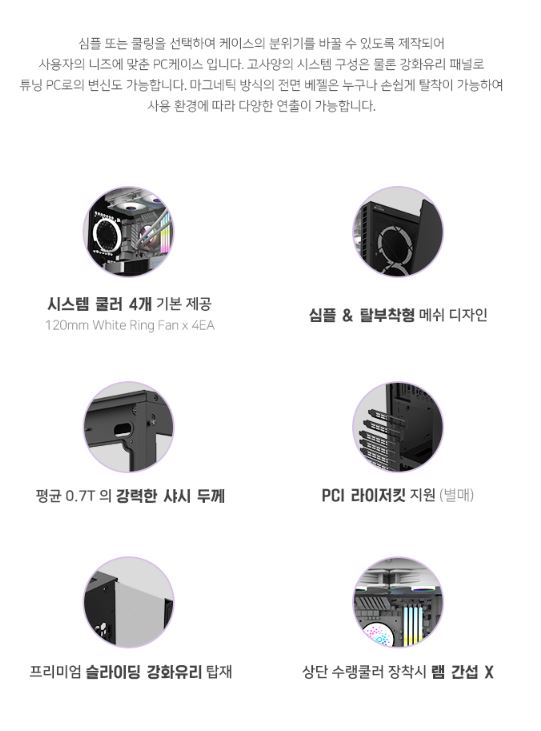 심플 또는 쿨링을 선택하여 케이스의 분위기를 바꿀 수 있도록 제작되어
사용자의 니즈에 맞춘 PC케이스 입니다. 고사양의 시스템 구성은 물론 강화유리 패널로
튜닝 PC로의 변신도 가능합니다. 마그네틱 방식의 전면 베젤은 누구나 손쉽게 탈착이 가능하여
사용 환경에 따라 다양한 연출이 가능합니다.
시스템 쿨러 4개 기본 제공
120mm White Ring Fan x 4EA
심플 & 탈부착형 메쉬 디자인
평균 0.7T 의 강력한 샤시 두께
PCI 라이저킷 지원 (별매)
프리미엄 슬라이딩 강화유리 탑재
상단 수랭쿨러 장착시 램 간섭 X